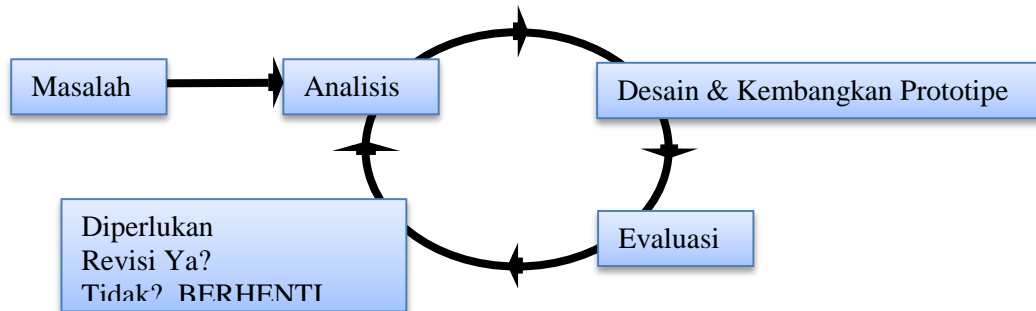 Masalah
Analisis
Desain & Kembangkan Prototipe
Evaluasi
Diperlukan
Revisi Ya?
Tidak? BERHENTI